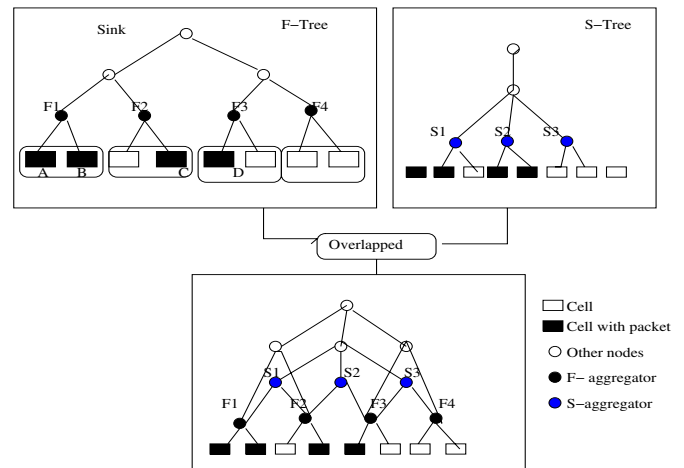 Sink
F-Tree
F1
F2
F3
F4
A
B
C
D
S-Tree
S1
S2
S3
Overlapped
S1
S2
S3
F1
F2
F3
F4
Cell
Cell with packet
Other nodes
F- aggregator
S-aggregator